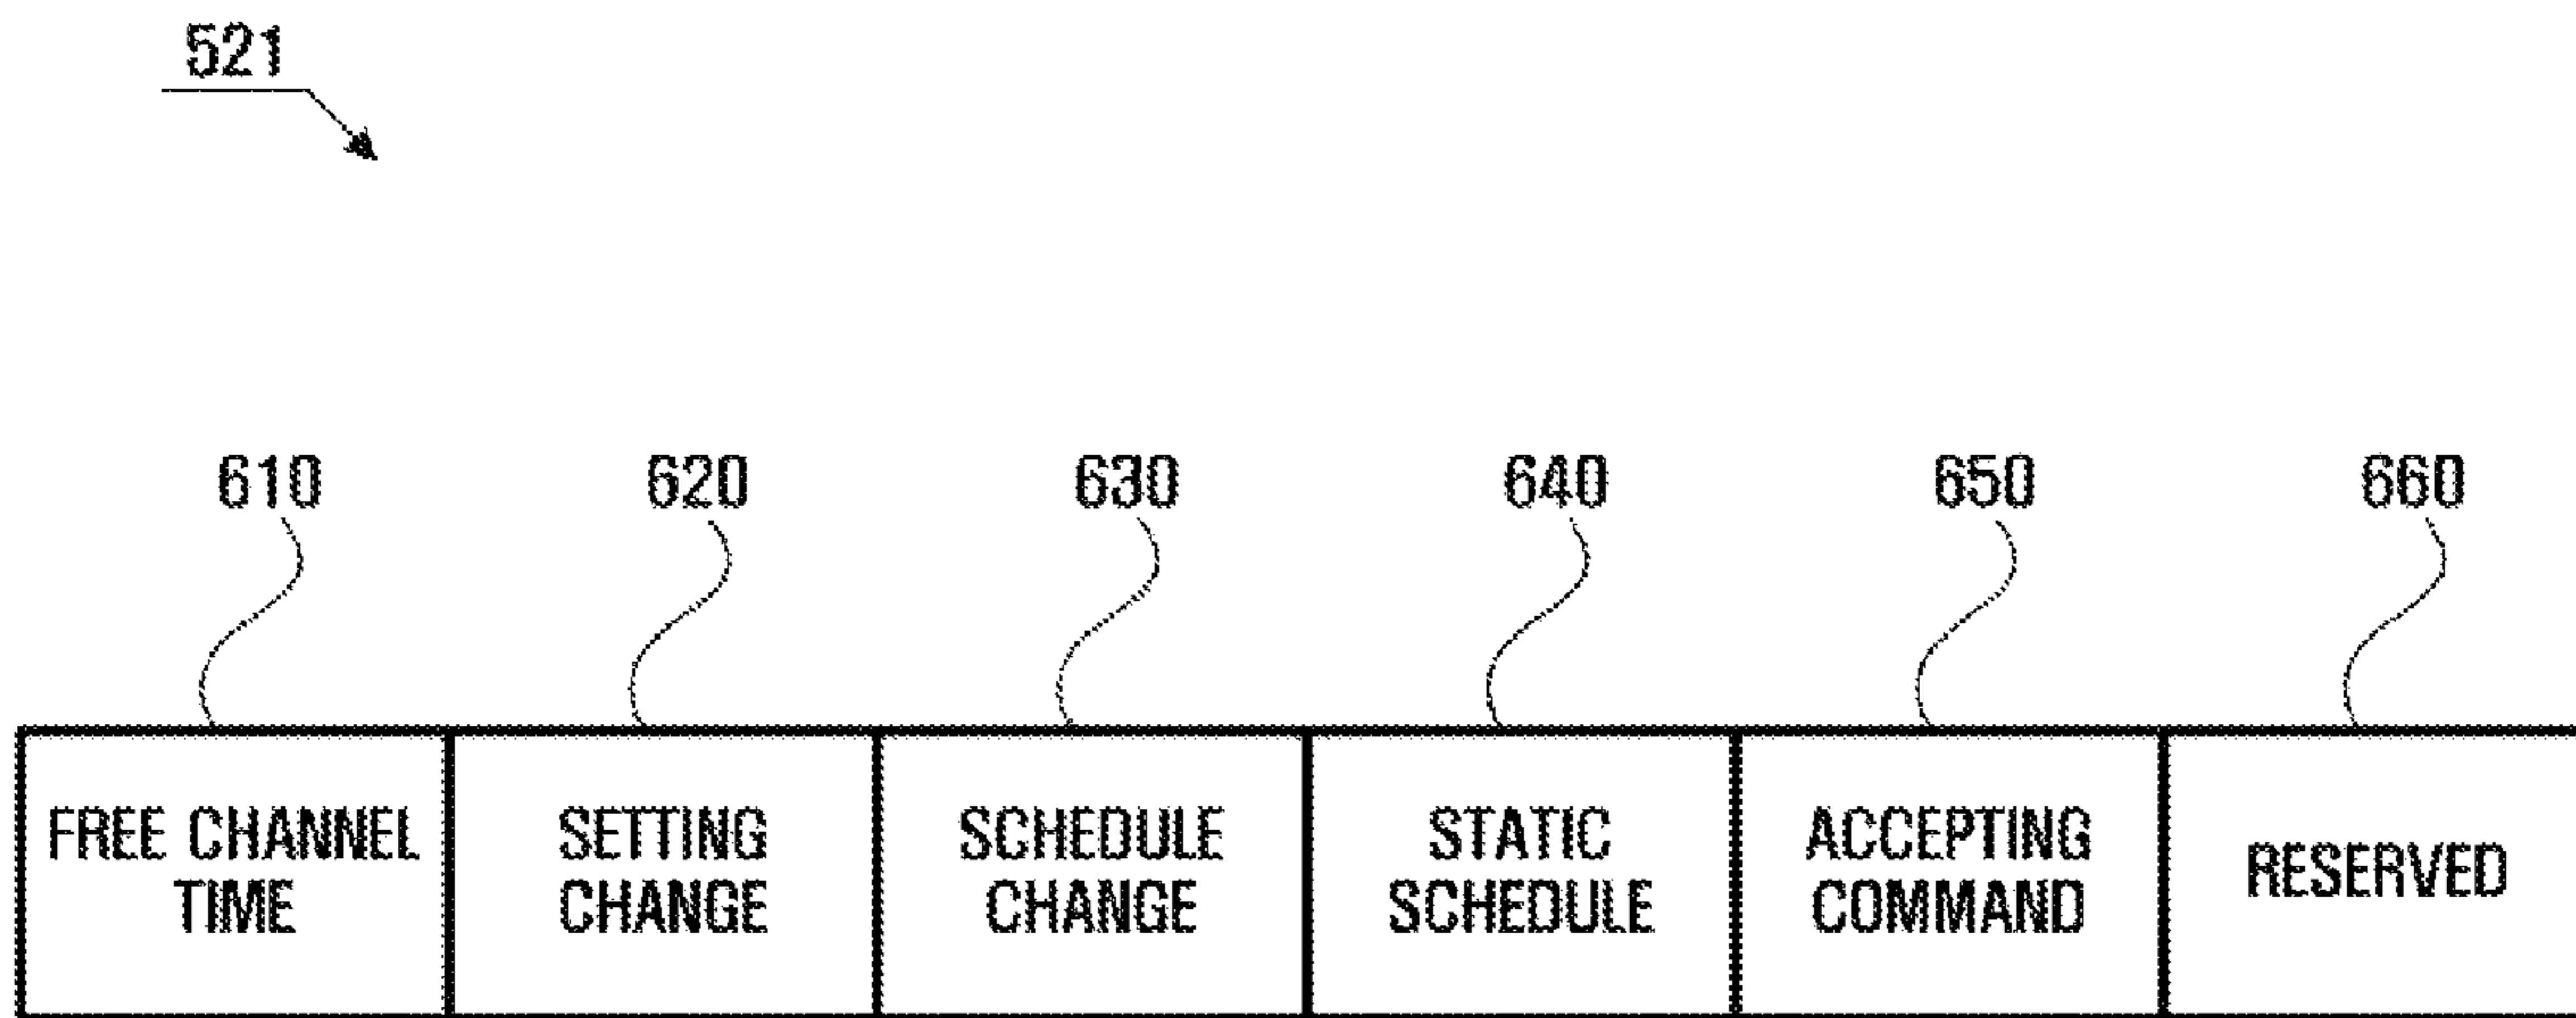 521
610 620 630 640 650 660
FREE CHANNEL
TIME
SETTING
CHANGE
SCHEDULE
CHANGE
STATIC
SCHEDULE
ACCEPTING
COMMAND
RESERVED